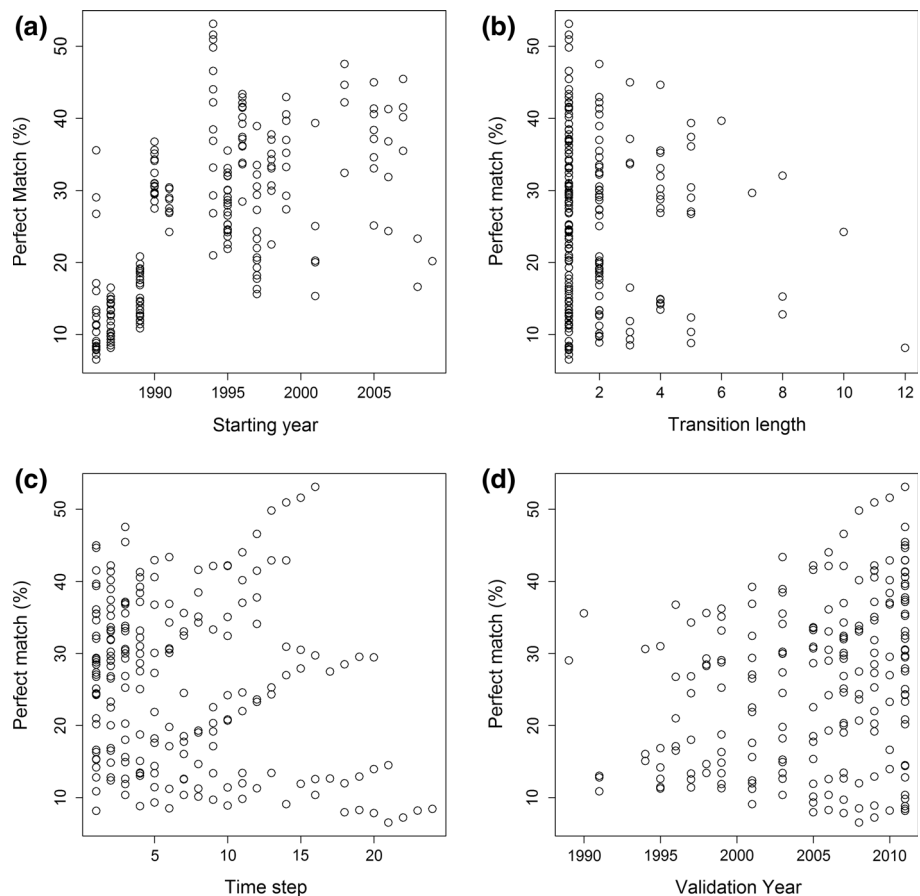 (a)
Perfect Match (%)
50
40
30
20
10
1990 1995 2000 2005
Starting year
(b)
Perfect match (%)
50
40
30
20
10
2 4 6 8 10 12
Transition length
(c)
Perfect match (%)
50
40
30
20
10
5 10 15 20
Time step
(d)
Perfect match (%)
50
40
30
20
10
1990 1995 2000 2005 2010
Validation Year